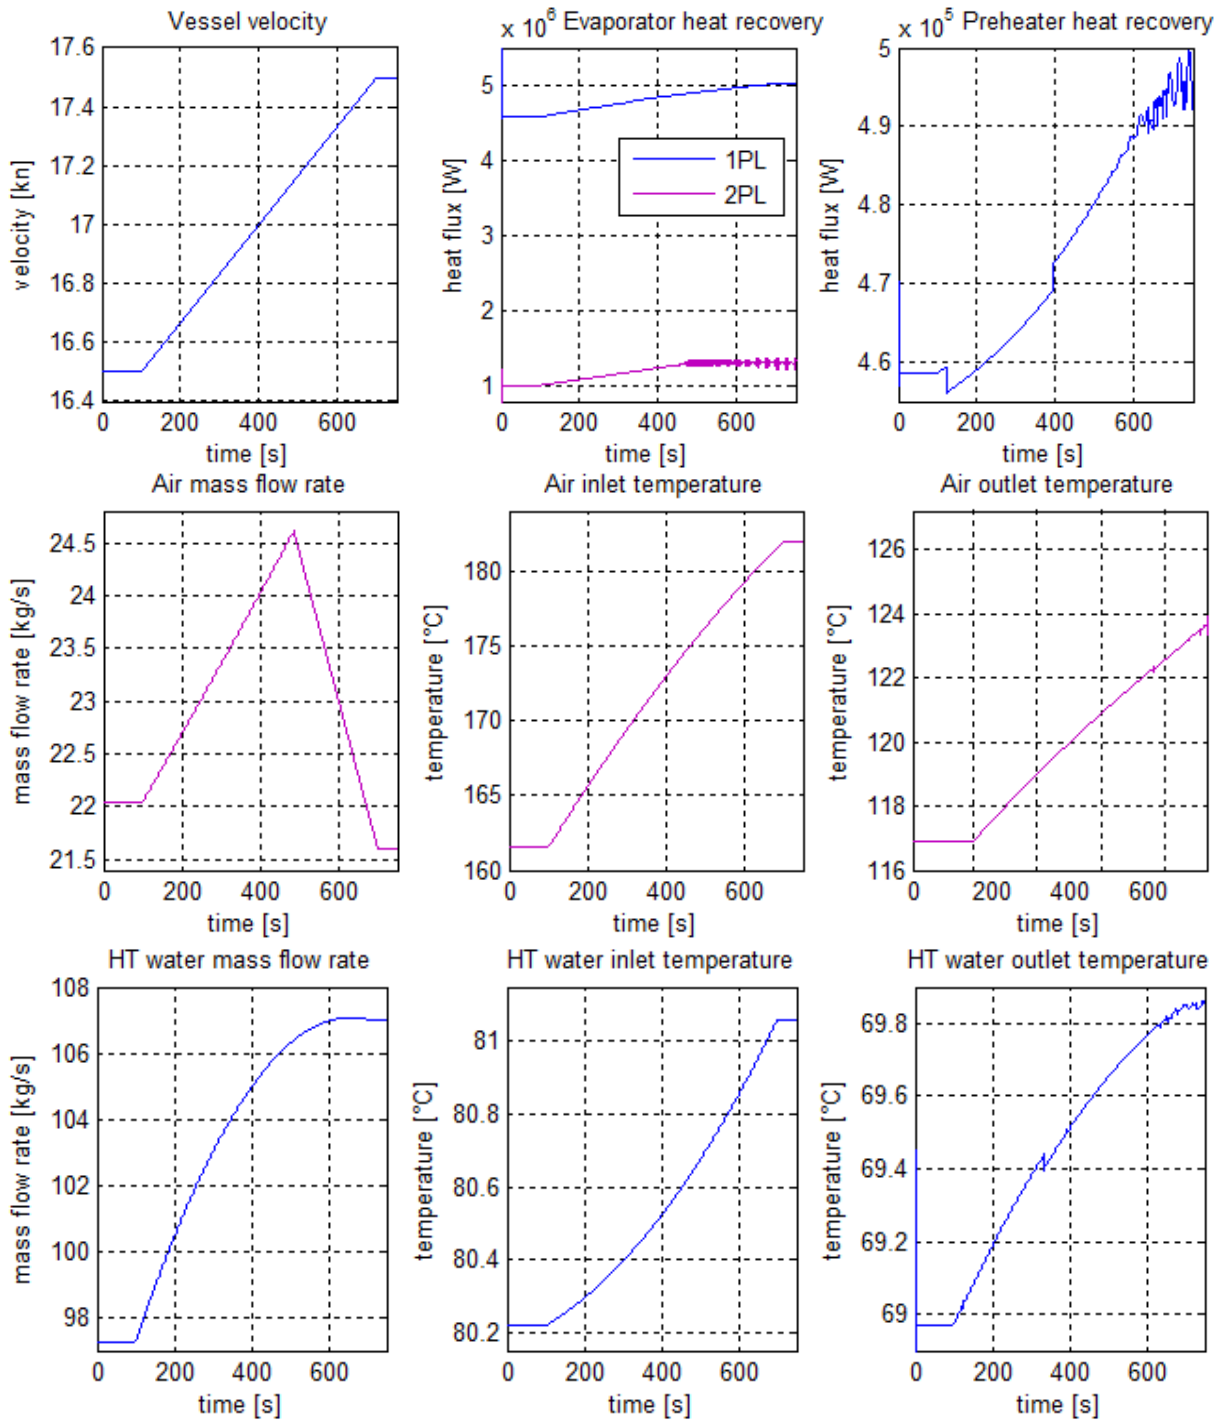 Vessel velocity
17.6
17.4
17.2
17
16.8
16.6
16.4
velocity [kn]
200 400 600
time [s]
x 10^6 Evaporator heat recovery
5
4
3
2
1
heat flux [W]
1PL
2PL
200 400 600
time [s]
x 10^5 Preheater heat recovery
5
4.9
4.8
4.7
4.6
heat flux [W]
200 400 600
time [s]
Air mass flow rate
24.5
24
23.5
23
22.5
22
21.5
mass flow rate [kg/s]
0 200 400 600
time [s]
Air inlet temperature
180
175
170
165
160
temperature [°C]
0 200 400 600
time [s]
Air outlet temperature
126
124
122
120
118
116
temperature [°C]
200 400 600
time [s]
HT water mass flow rate
108
106
104
102
100
98
mass flow rate [kg/s]
0 200 400 600
time [s]
HT water inlet temperature
81
80.8
80.6
80.4
80.2
temperature [°C]
0 200 400 600
time [s]
HT water outlet temperature
69.8
69.6
69.4
69.2
69
temperature [°C]
0 200 400 600
time [s]